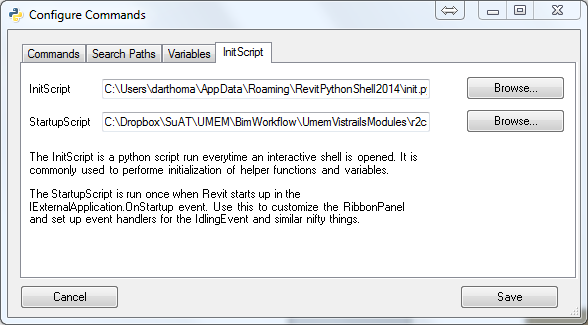 Configure Commands
Commands Search Paths Variables InitScript
InitScript C:\Users\darthoma\AppData\Roaming\RevitPythonShell2014\init.py Browse...
StartupScript C:\Dropbox\SuAT\UMEM\BimWorkflow\UmemVistrailsModules\r2c Browse...
The InitScript is a python script run everytime an interactive shell is opened. It is
commonly used to performe initialization of helper functions and variables.
The StartupScript is run once when Revit starts up in the
IExternalApplication.OnStartup event. Use this to customize the RibbonPanel
and set up event handlers for the IdlingEvent and similar nifty things.
Cancel Save